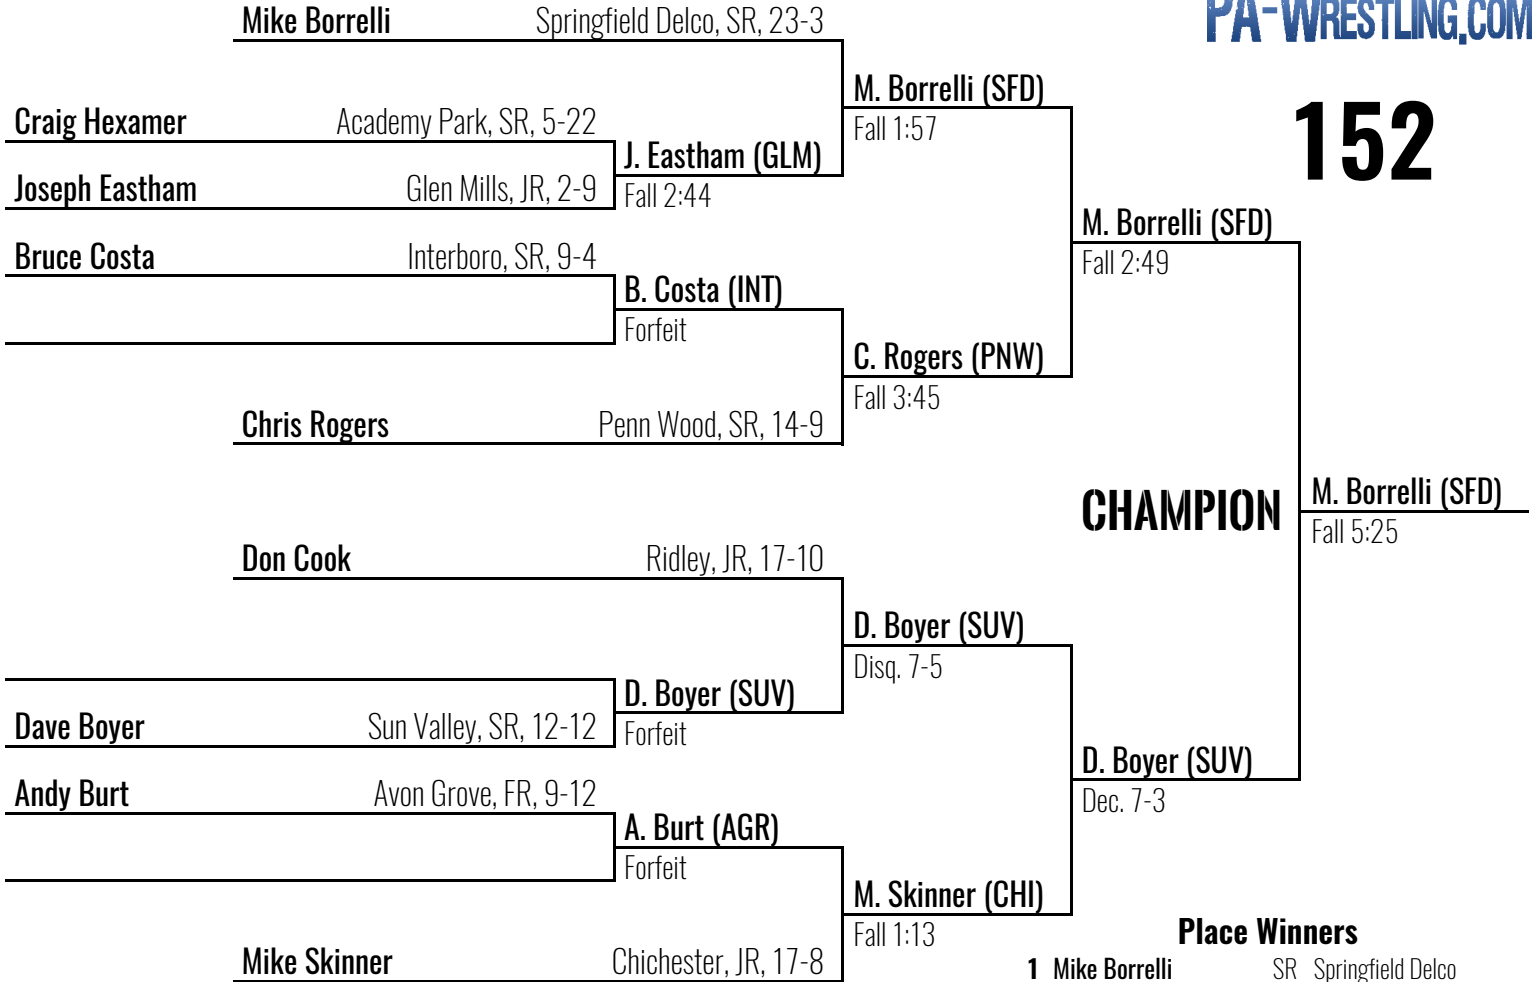 Mike Borrelli Springfield Delco, SR, 23-3
PA-WRESTLING.COM
152
Craig Hexamer Academy Park, SR, 5-22
Joseph Eastham Glen Mills, JR, 2-9
Bruce Costa Interboro, SR, 9-4
Chris Rogers Penn Wood, SR, 14-9
Don Cook Ridley, JR, 17-10
Dave Boyer Sun Valley, SR, 12-12
Andy Burt Avon Grove, FR, 9-12
Mike Skinner Chichester, JR, 17-8
J. Eastham (GLM)
Fall 2:44
B. Costa (INT)
Forfeit
D. Boyer (SUV)
Forfeit
A. Burt (AGR)
Forfeit
M. Borrelli (SFD)
Fall 1:57
C. Rogers (PNW)
Fall 3:45
D. Boyer (SUV)
Disq. 7-5
M. Skinner (CHI)
Fall 1:13
M. Borrelli (SFD)
Fall 2:49
D. Boyer (SUV)
Dec. 7-3
CHAMPION
M. Borrelli (SFD)
Fall 5:25
Place Winners
1 Mike Borrelli SR Springfield Delco